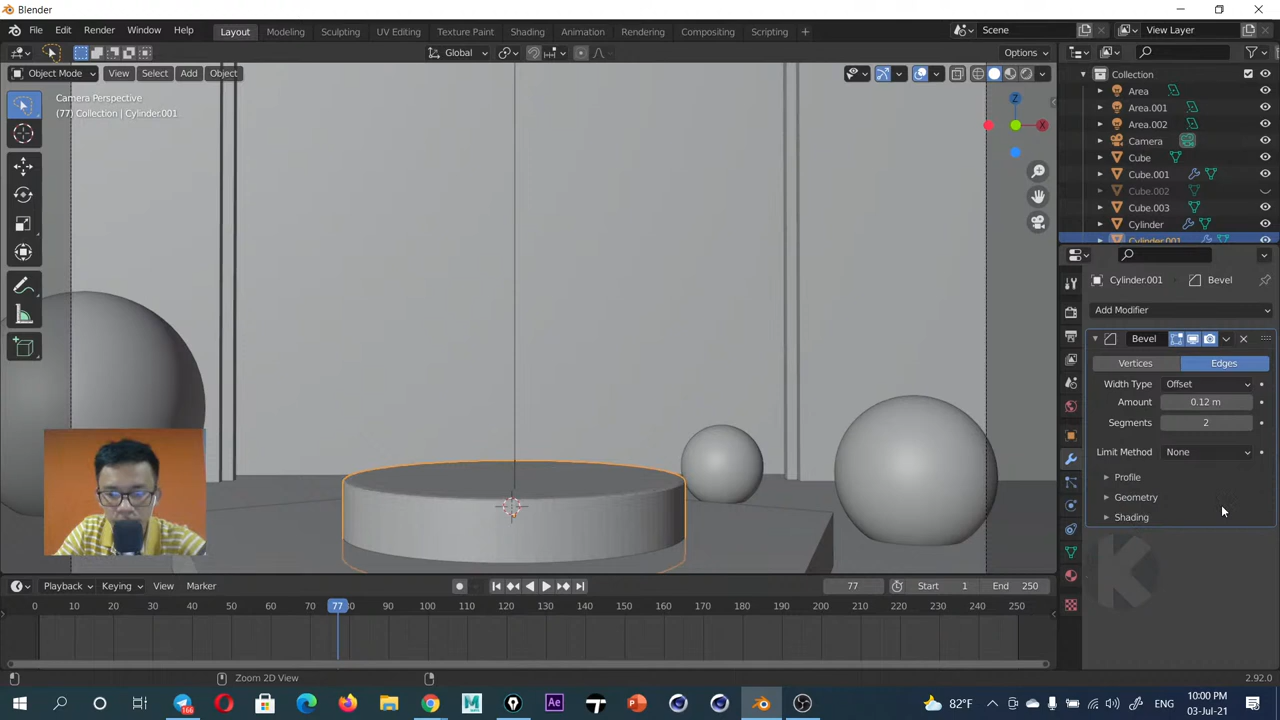 Blender
File Edit Render Window Help Layout Modeling Sculpting UV Editing Texture Paint Shading Animation Rendering Compositing Scripting Scene View Layer
Global Options
Object Mode View Select Add Object
Camera Perspective
(77) Collection | Cylinder.001
Z
X
Collection
Area
Area.001
Area.002
Camera
Cube
Cube.001
Cube.002
Cube.003
Cylinder
Cylinder.001
Cylinder.001 Bevel
Add Modifier
Bevel
Vertices Edges
Width Type Offset
Amount 0.12 m
Segments 2
Limit Method None
Profile
Geometry
Shading
K
Playback Keying View Marker 77 Start 1 End 250
0 10 20 30 40 50 60 70 77 80 90 100 110 120 130 140 150 160 170 180 190 200 210 220 230 240 250
Zoom 2D View 2.92.0
166 Ae 82°F ENG 10:00 PM
03-Jul-21